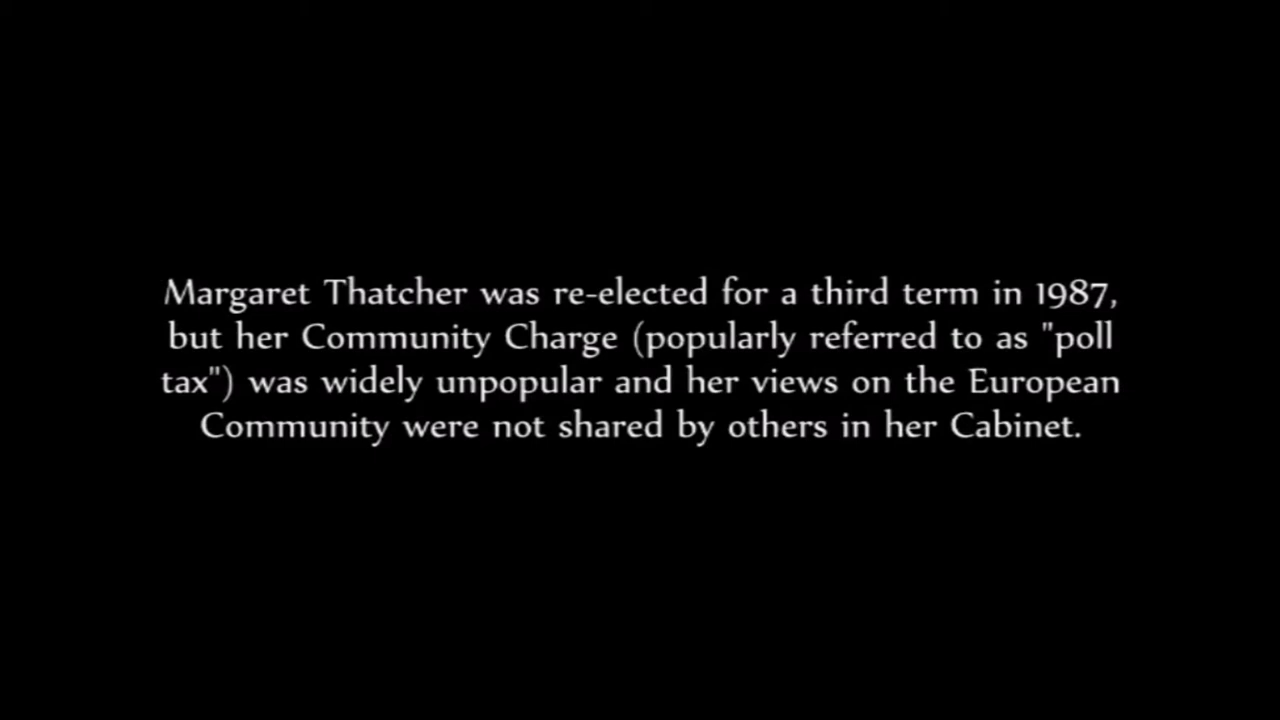 Margaret Thatcher was re-elected for a third term in 1987,
but her Community Charge (popularly referred to as "poll
tax") was widely unpopular and her views on the European
Community were not shared by others in her Cabinet.